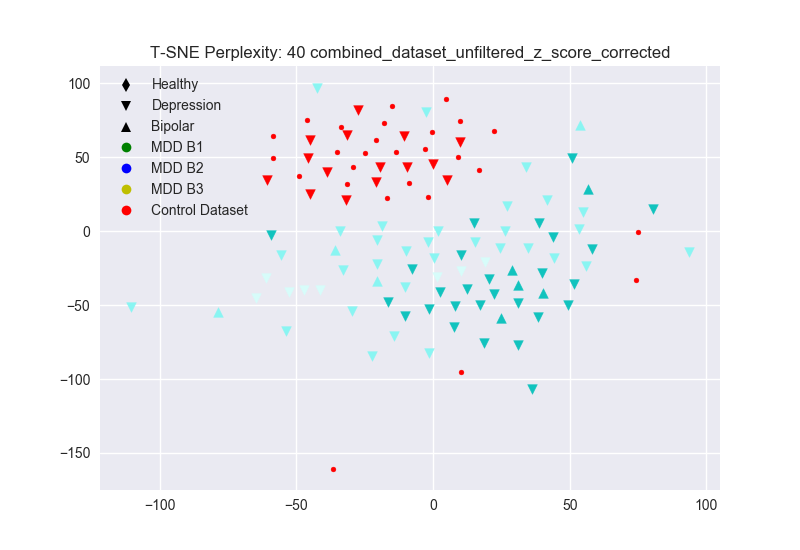 T-SNE Perplexity: 40 combined_dataset_unfiltered_z_score_corrected
Healthy
Depression
Bipolar
MDD B1
MDD B2
MDD B3
Control Dataset
100
50
0
−50
−100
−150
−100
−50
0
50
100